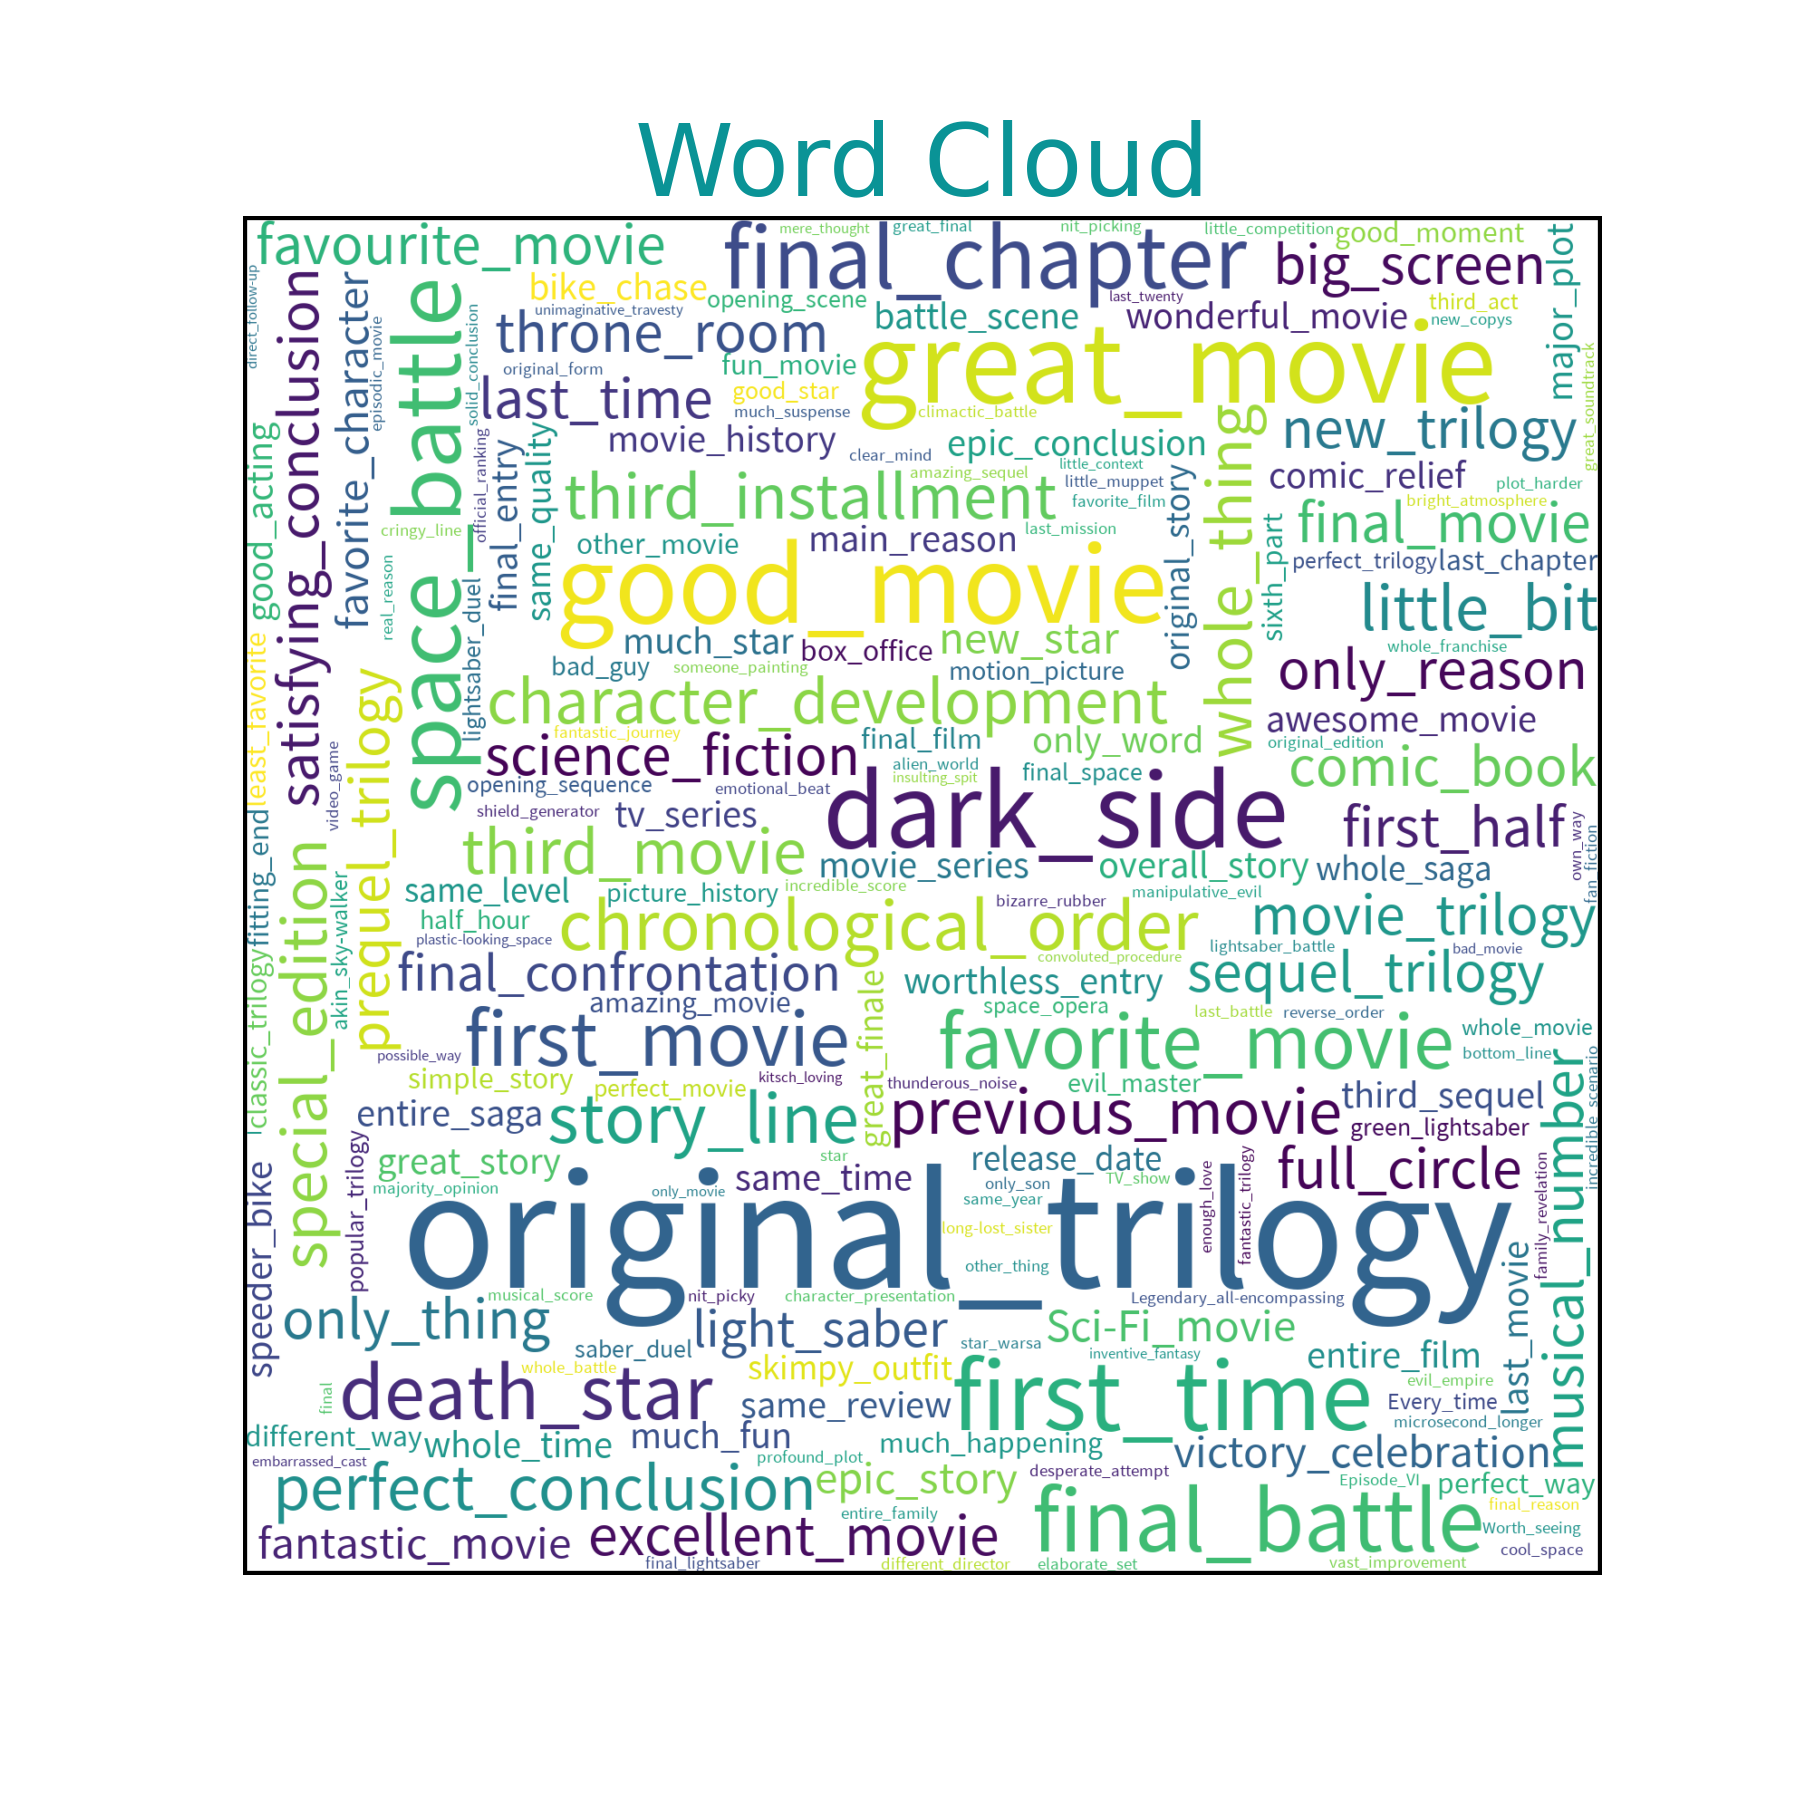 Word Cloud
favourite_movie
final_chapter
mere_thought
great_final
nit_picking
little_competition
good_moment
major_plot
big_screen
direct_follow-up
satisfying_conclusion
favorite_character
episodic_movie
space_battle
solid_conclusion
bike_chase
opening_scene
unimaginative_travesty
throne_room
battle_scene
last_twenty
wonderful_movie
third_act
new_copys
great_movie
fun_movie
original_form
last_time
good_star
much_suspense
climactic_battle
great_soundtrack
new_trilogy
whole_thing
good_acting
official_ranking
final_entry
same_quality
movie_history
clear_mind
epic_conclusion
little_context
amazing_sequel
little_muppet
favorite_film
original_story
comic_relief
plot_harder
bright_atmosphere
third_installment
final_movie
cringy_line
other_movie
main_reason
last_mission
sixth_part
perfect_trilogy
last_chapter
real_reason
lightsaber_duel
good_movie
little_bit
much_star
box_office
new_star
whole_franchise
bad_guy
someone_painting
motion_picture
only_reason
least_favorite
video_game
prequel_trilogy
character_development
awesome_movie
fantastic_journey
final_film
only_word
original_edition
science_fiction
alien_world
insulting_spit
final_space
comic_book
opening_sequence
emotional_beat
dark_side
shield_generator
tv_series
first_half
own_way
fan_fiction
fitting_end
special_edition
akin_sky-walker
third_movie
movie_series
overall_story
whole_saga
same_level
picture_history
incredible_score
manipulative_evil
bizarre_rubber
half_hour
plastic-looking_space
chronological_order
movie_trilogy
lightsaber_battle
bad_movie
convoluted_procedure
final_confrontation
great_finale
worthless_entry
sequel_trilogy
classic_trilogy
amazing_movie
space_opera
last_battle
reverse_order
first_movie
favorite_movie
whole_movie
bottom_line
possible_way
incredible_scenario
musical_number
simple_story
perfect_movie
kitsch_loving
thunderous_noise
evil_master
third_sequel
entire_saga
story_line
previous_movie
green_lightsaber
popular_trilogy
great_story
star
same_time
release_date
full_circle
majority_opinion
only_movie
only_son
TV_show
same_year
enough_love
fantastic_trilogy
family_revelation
speeder_bike
original_trilogy
long-lost_sister
other_thing
last_movie
musical_score
nit_picky
character_presentation
Legendary_all-encompassing
only_thing
light_saber
star_warsa
Sci-Fi_movie
saber_duel
inventive_fantasy
entire_film
whole_battle
skimpy_outfit
first_time
evil_empire
final
death_star
same_review
Every_time
microsecond_longer
different_way
whole_time
much_fun
much_happening
victory_celebration
embarrassed_cast
profound_plot
desperate_attempt
Episode_VI
perfect_way
perfect_conclusion
epic_story
final_battle
final_reason
entire_family
Worth_seeing
fantastic_movie
excellent_movie
cool_space
final_lightsaber
different_director
elaborate_set
vast_improvement